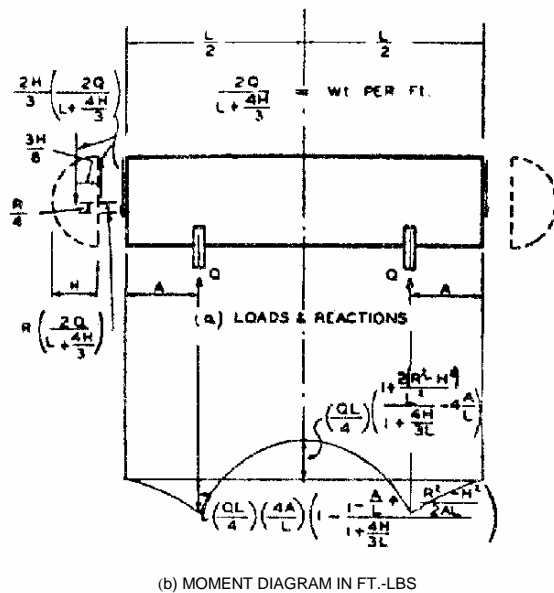 L/2 L/2
2H/3 (2Q/(L + 4H/3))
2Q/(L + 4H/3) = WT PER FT.
3H/8
R/4
Q Q
H A A
(a) LOADS & REACTIONS
R (2Q/(L + 4H/3))
(QL/4) ((1 + 2(R² - H²)/L²)/(1 + 4H/3L) - 4A/L)
(QL/4) (4A/L) (1 - (1 - A/L + (R² - H²)/2AL)/(1 + 4H/3L))
(b) MOMENT DIAGRAM IN FT.-LBS